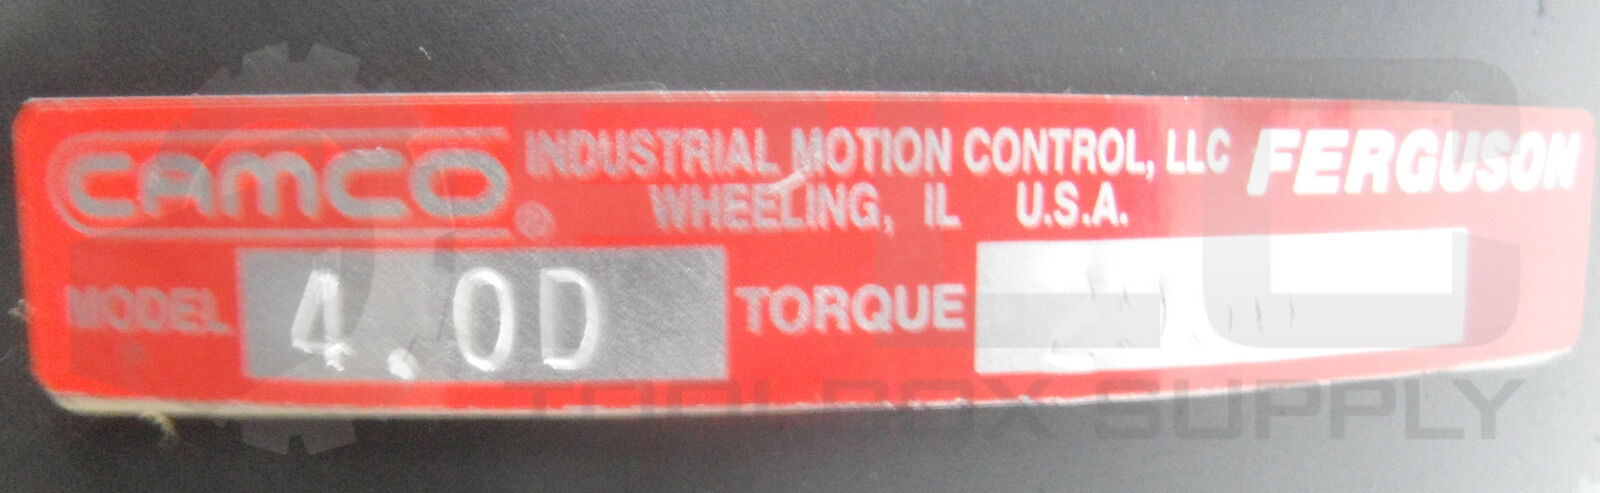 CAMCO® INDUSTRIAL MOTION CONTROL, LLC FERGUSON
WHEELING, IL U.S.A.
MODEL 4.0D TORQUE
TOOLBOX SUPPLY